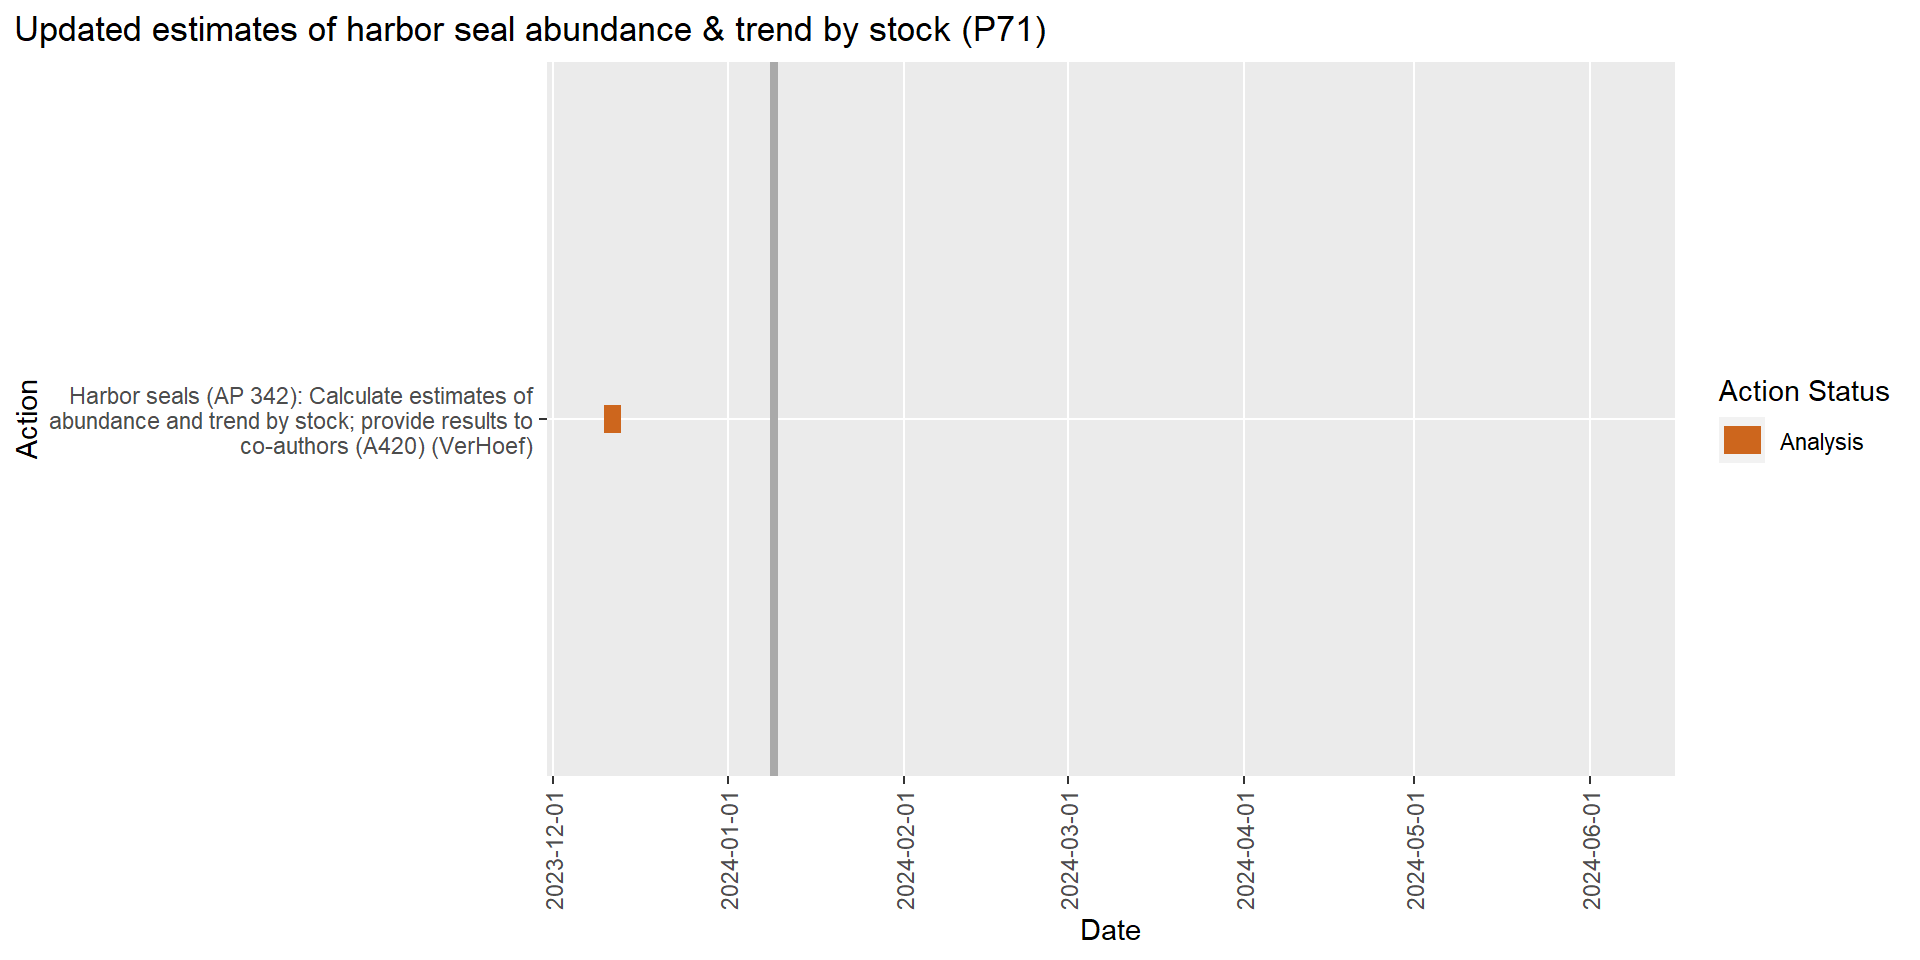 Updated estimates of harbor seal abundance & trend by stock (P71)
Action
Harbor seals (AP 342): Calculate estimates of
abundance and trend by stock; provide results to
co-authors (A420) (VerHoef)
Action Status
Analysis
2023-12-01
2024-01-01
2024-02-01
2024-03-01
2024-04-01
2024-05-01
2024-06-01
Date